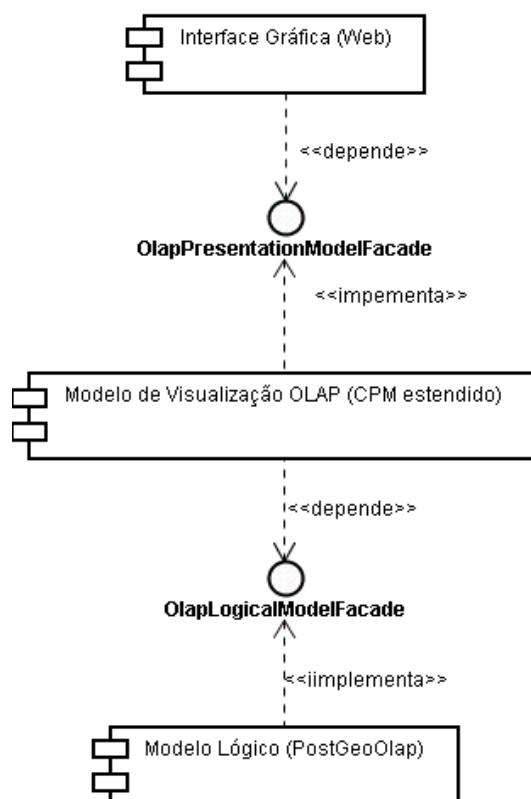 Interface Gráfica (Web)
<<depende>>
OlapPresentationModelFacade
<<impementa>>
Modelo de Visualização OLAP (CPM estendido)
<<depende>>
OlapLogicalModelFacade
<<iimplementa>>
Modelo Lógico (PostGeoOlap)